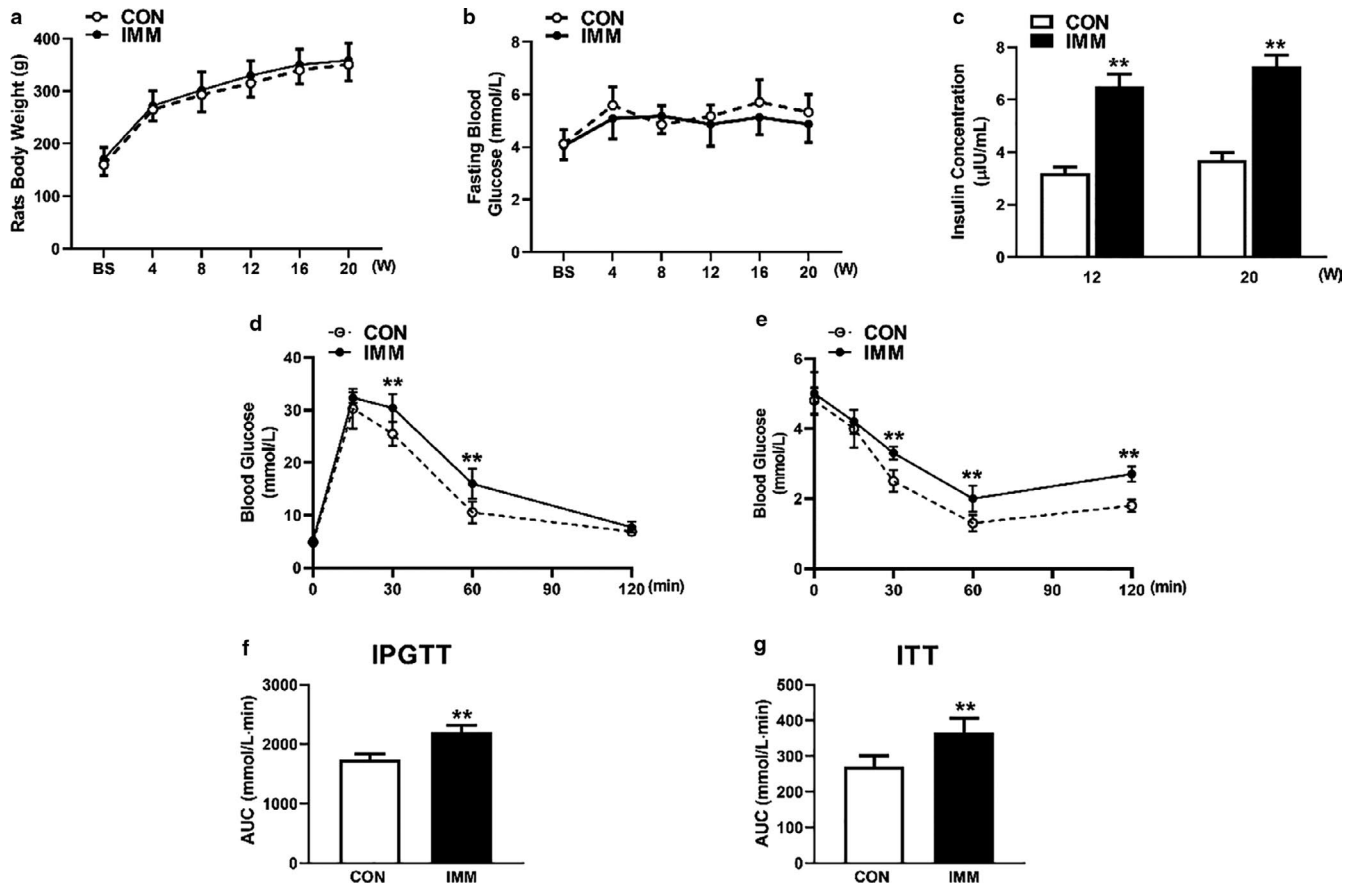 a
CON
IMM
Rats Body Weight (g)
400
300
200
100
0
BS 4 8 12 16 20 (W)
b
CON
IMM
Fasting Blood
Glucose (mmol/L)
8
6
4
2
0
BS 4 8 12 16 20 (W)
c
CON
IMM
Insulin Concentration
(μIU/mL)
8
6
4
2
0
** **
12 20 (W)
d
CON
IMM
Blood Glucose
(mmol/L)
40
30
20
10
0
**
**
0 30 60 90 120 (min)
e
CON
IMM
Blood Glucose
(mmol/L)
6
4
2
0
**
**
**
0 30 60 90 120 (min)
f
IPGTT
AUC (mmol/L·min)
3000
2000
1000
0
**
CON IMM
g
ITT
AUC (mmol/L·min)
500
400
300
200
100
0
**
CON IMM